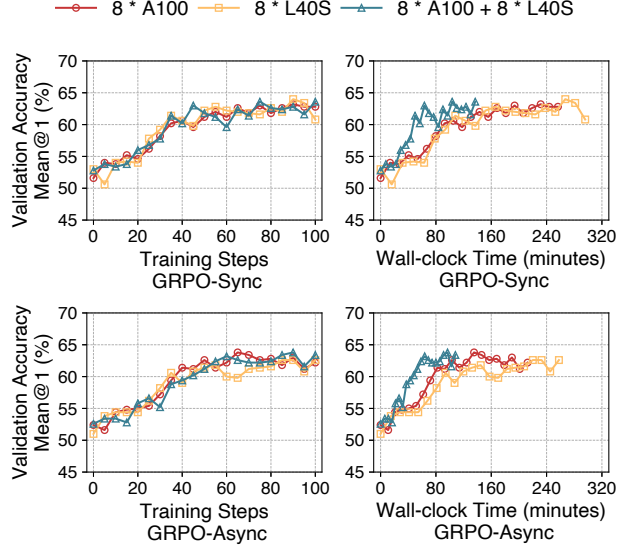 8 * A100 8 * L40S 8 * A100 + 8 * L40S
70
65
60
55
50
45
Validation Accuracy
Mean@1 (%)
0 20 40 60 80 100
Training Steps
GRPO-Sync
70
65
60
55
50
45
0 80 160 240 320
Wall-clock Time (minutes)
GRPO-Sync
70
65
60
55
50
45
Validation Accuracy
Mean@1 (%)
0 20 40 60 80 100
Training Steps
GRPO-Async
70
65
60
55
50
45
0 80 160 240 320
Wall-clock Time (minutes)
GRPO-Async